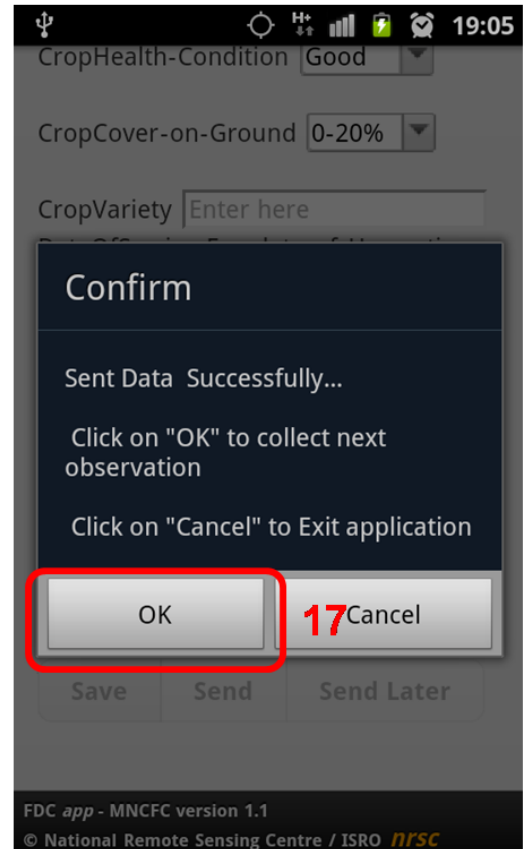 19:05
CropHealth-Condition Good
CropCover-on-Ground 0-20%
CropVariety Enter here
Confirm
Sent Data Successfully...
Click on "OK" to collect next
observation
Click on "Cancel" to Exit application
OK 17 Cancel
Save Send Send Later
FDC app - MNCFC version 1.1
© National Remote Sensing Centre / ISRO nrsc